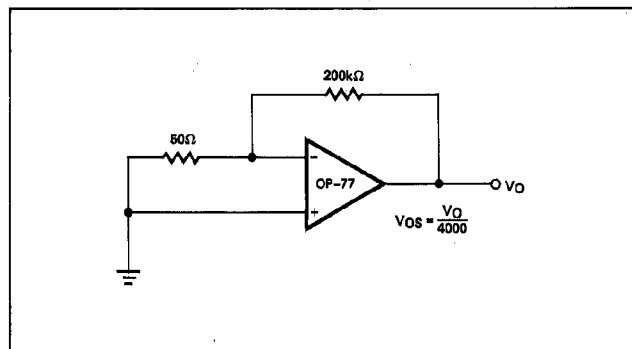 200kΩ
50Ω
−
OP-77
+
VO
VOS = VO
4000